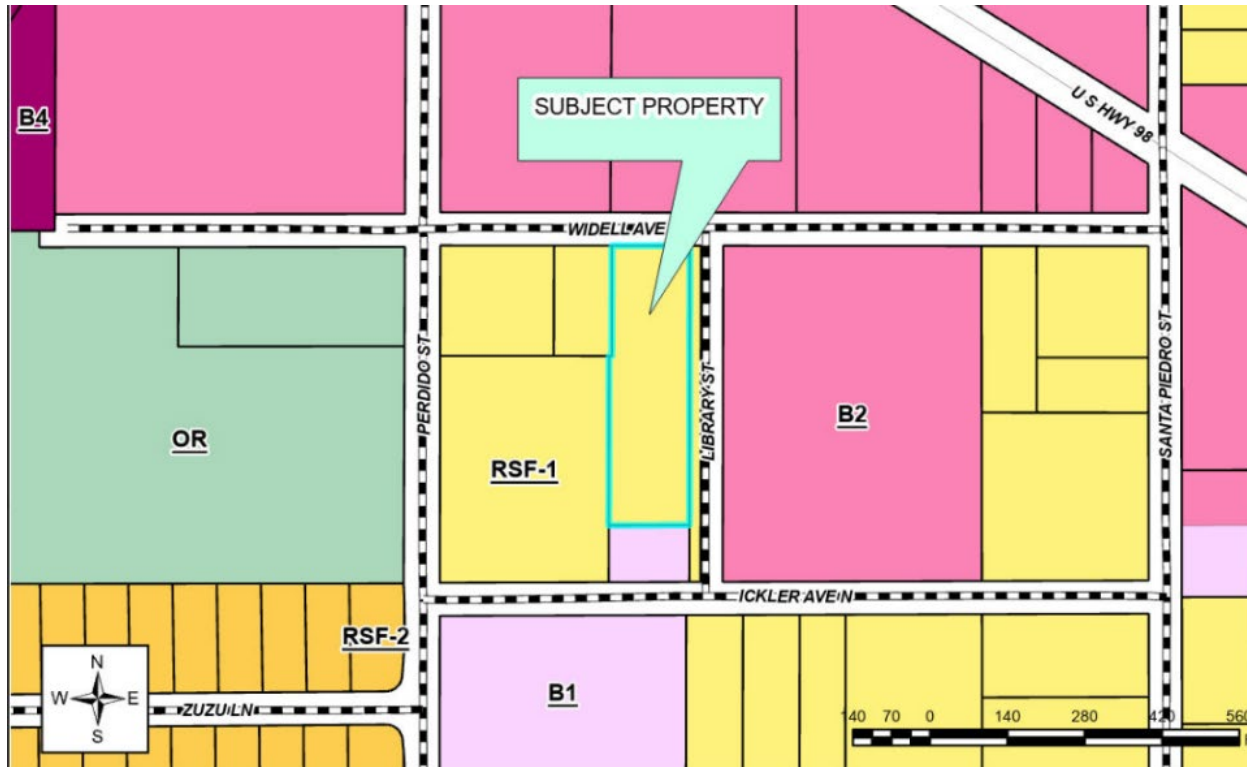 B4
SUBJECT PROPERTY
U S HWY 98
WIDELL AVE
PERDIDO ST
LIBRARY ST
SANTA PIEDRO ST
OR
RSF-1
B2
ICKLER AVE N
RSF-2
B1
N
W E
S
ZUZU LN
140 70 0 140 280 420 560